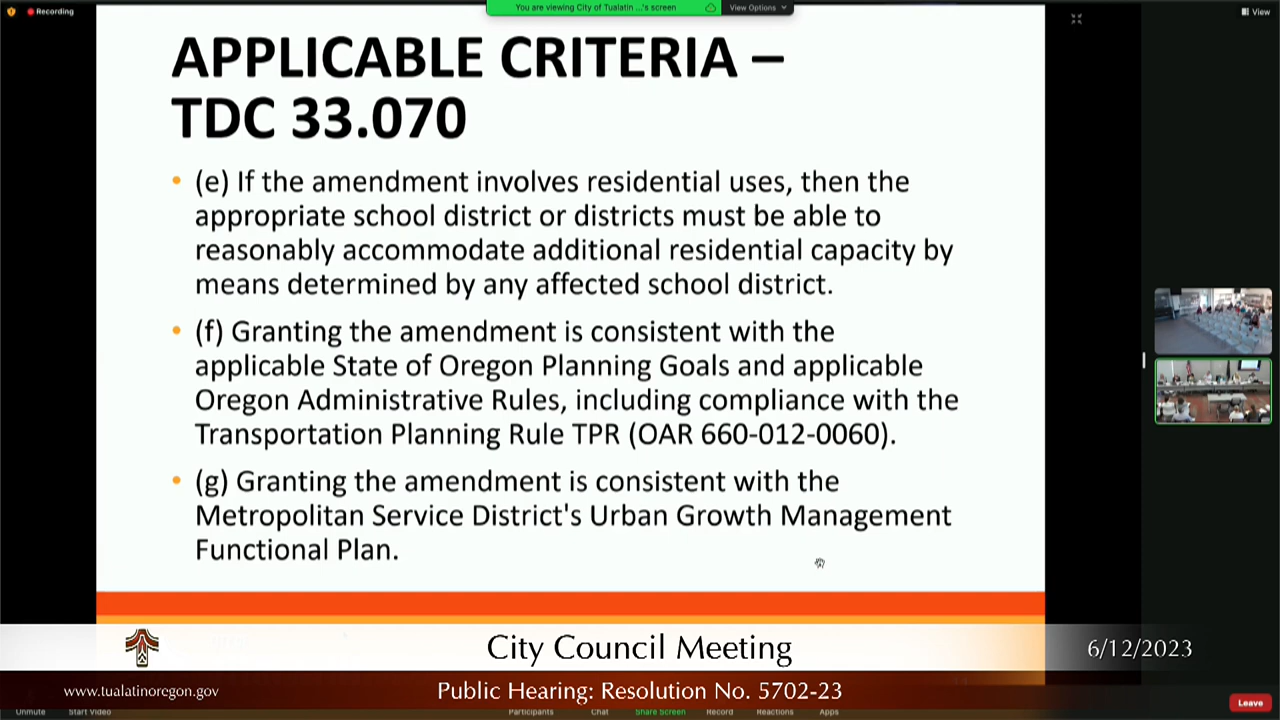 Recording
You are viewing City of Tualatin ...'s screen
View Options
View
APPLICABLE CRITERIA –
TDC 33.070
• (e) If the amendment involves residential uses, then the
appropriate school district or districts must be able to
reasonably accommodate additional residential capacity by
means determined by any affected school district.
• (f) Granting the amendment is consistent with the
applicable State of Oregon Planning Goals and applicable
Oregon Administrative Rules, including compliance with the
Transportation Planning Rule TPR (OAR 660-012-0060).
• (g) Granting the amendment is consistent with the
Metropolitan Service District's Urban Growth Management
Functional Plan.
City Council Meeting
6/12/2023
www.tualatinoregon.gov
Public Hearing: Resolution No. 5702-23
Unmute
Start Video
Participants
Chat
Share Screen
Record
Reactions
Apps
Leave